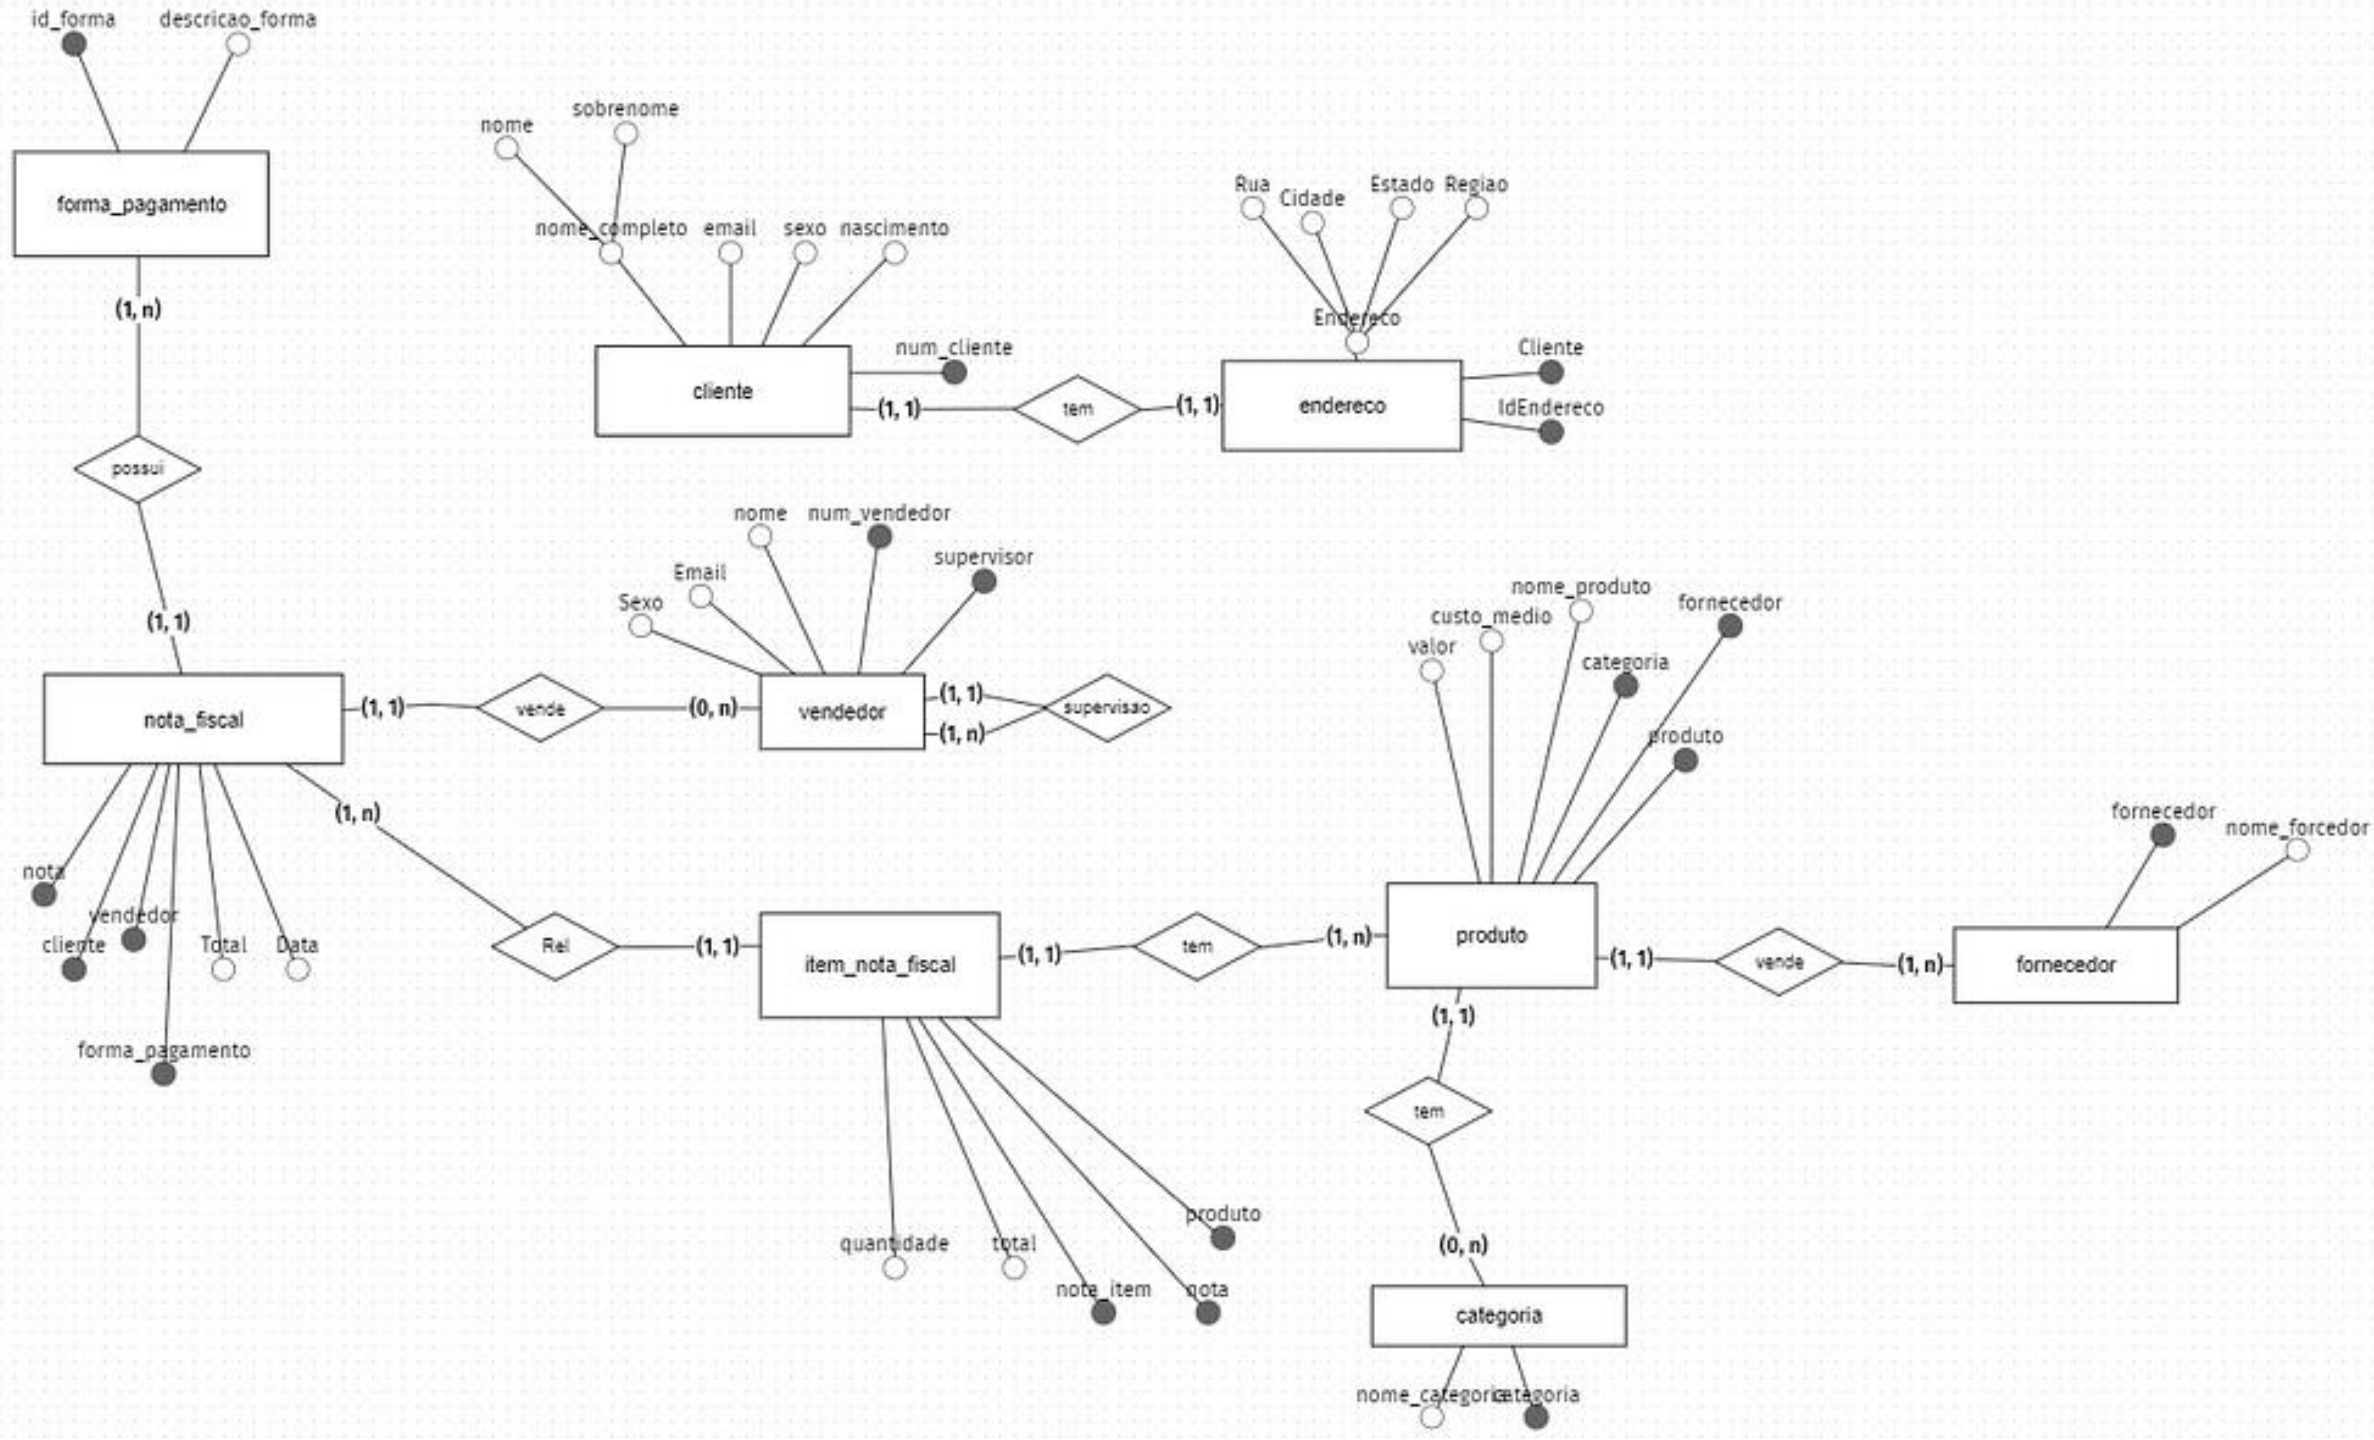 id_forma
descricao_forma
forma_pagamento
(1, n)
possui
(1, 1)
nome
sobrenome
nome_completo
email
sexo
nascimento
cliente
num_cliente
(1, 1)
tem
(1, 1)
Rua
Cidade
Estado
Regiao
Endereco
endereco
Cliente
IdEndereco
nota_fiscal
(1, 1)
vende
(0, n)
Sexo
Email
nome
num_vendedor
supervisor
vendedor
(1, 1)
(1, n)
supervisao
nota
cliente
vendedor
forma_pagamento
Total
Data
(1, n)
Rel
(1, 1)
item_nota_fiscal
(1, 1)
tem
(1, n)
quantidade
total
nota_item
nota
produto
valor
custo_medio
nome_produto
categoria
fornecedor
produto
produto
(1, 1)
vende
(1, n)
fornecedor
fornecedor
nome_forcedor
(1, 1)
tem
(0, n)
categoria
nome_categoria
categoria